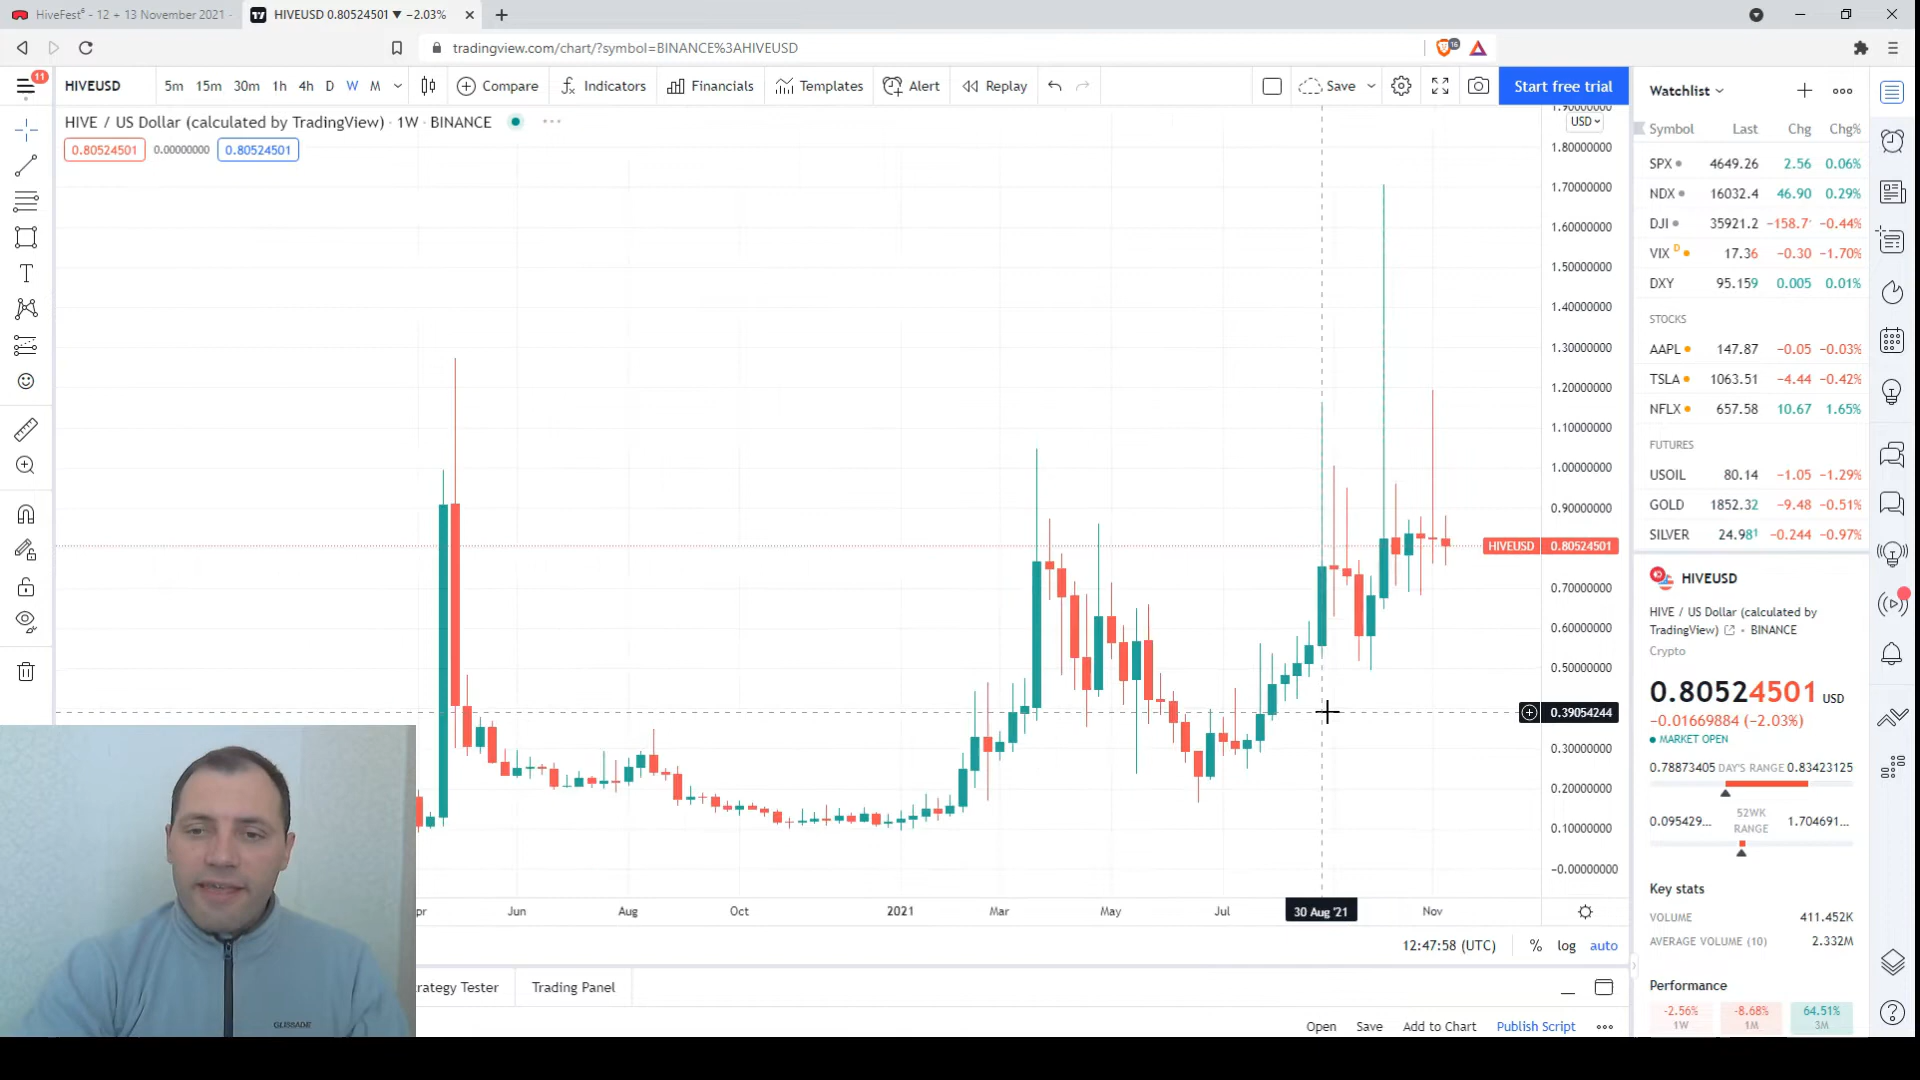 HiveFest⁶ - 12 + 13 November 2021
HIVEUSD 0.80524501 ▼ −2.03%
tradingview.com/chart/?symbol=BINANCE%3AHIVEUSD
11
HIVEUSD 5m 15m 30m 1h 4h D W M Compare Indicators Financials Templates Alert Replay Save Start free trial
HIVE / US Dollar (calculated by TradingView) · 1W · BINANCE
0.80524501 0.00000000 0.80524501
USD
1.90000000
1.80000000
1.70000000
1.60000000
1.50000000
1.40000000
1.30000000
1.20000000
1.10000000
1.00000000
0.90000000
HIVEUSD 0.80524501
0.70000000
0.60000000
0.50000000
0.39054244
0.30000000
0.20000000
0.10000000
−0.00000000
pr Jun Aug Oct 2021 Mar May Jul 30 Aug '21 Nov
12:47:58 (UTC) % log auto
rategy Tester Trading Panel
Open Save Add to Chart Publish Script
Watchlist
Symbol Last Chg Chg%
SPX 4649.26 2.56 0.06%
NDX 16032.4 46.90 0.29%
DJI 35921.2 −158.7 −0.44%
VIX D 17.36 −0.30 −1.70%
DXY 95.159 0.005 0.01%
STOCKS
AAPL 147.87 −0.05 −0.03%
TSLA 1063.51 −4.44 −0.42%
NFLX 657.58 10.67 1.65%
FUTURES
USOIL 80.14 −1.05 −1.29%
GOLD 1852.32 −9.48 −0.51%
SILVER 24.981 −0.244 −0.97%
HIVEUSD
HIVE / US Dollar (calculated by
TradingView) • BINANCE
Crypto
0.80524501 USD
−0.01669884 (−2.03%)
MARKET OPEN
0.78873405 DAY'S RANGE 0.83423125
0.095429... 52WK RANGE 1.704691...
Key stats
VOLUME 411.452K
AVERAGE VOLUME (10) 2.332M
Performance
-2.56% -8.68% 64.51%
1W 1M 3M
GLISSADE